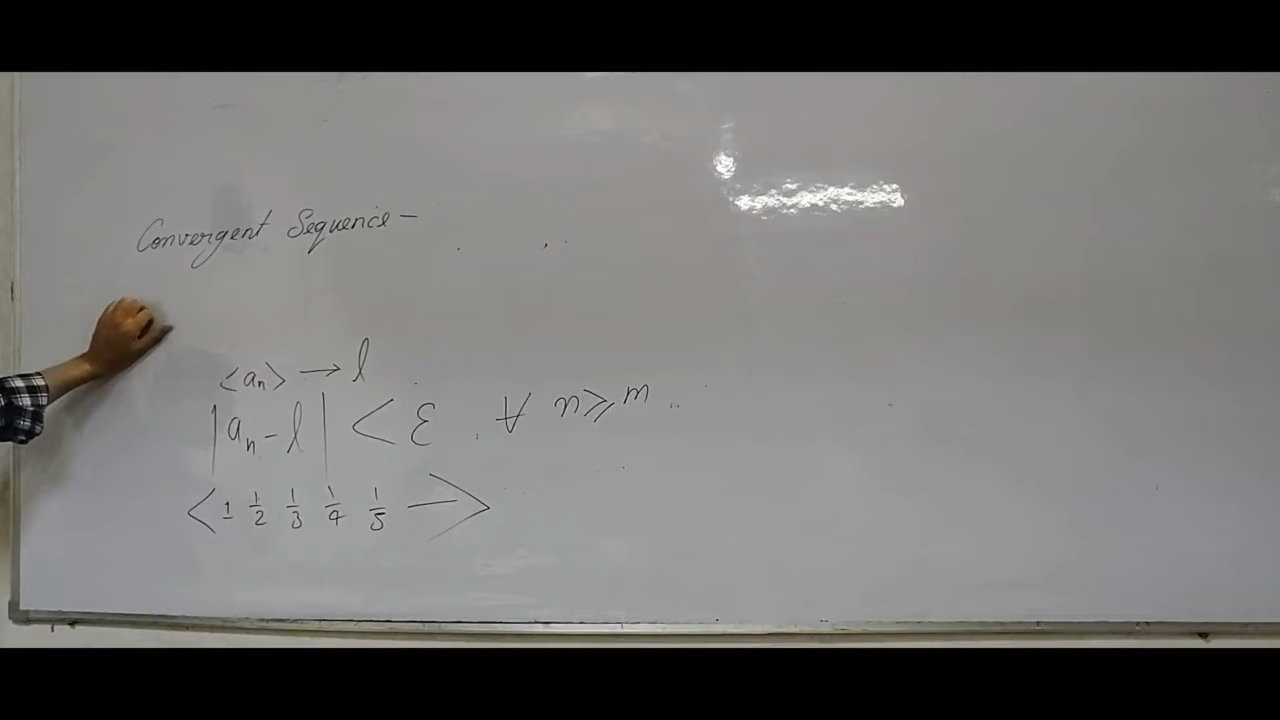 Convergent Sequence –
<aₙ> → l
|aₙ - l| < ε . ∀ n ≥ m
< 1 1/2 1/3 1/4 1/5 — >